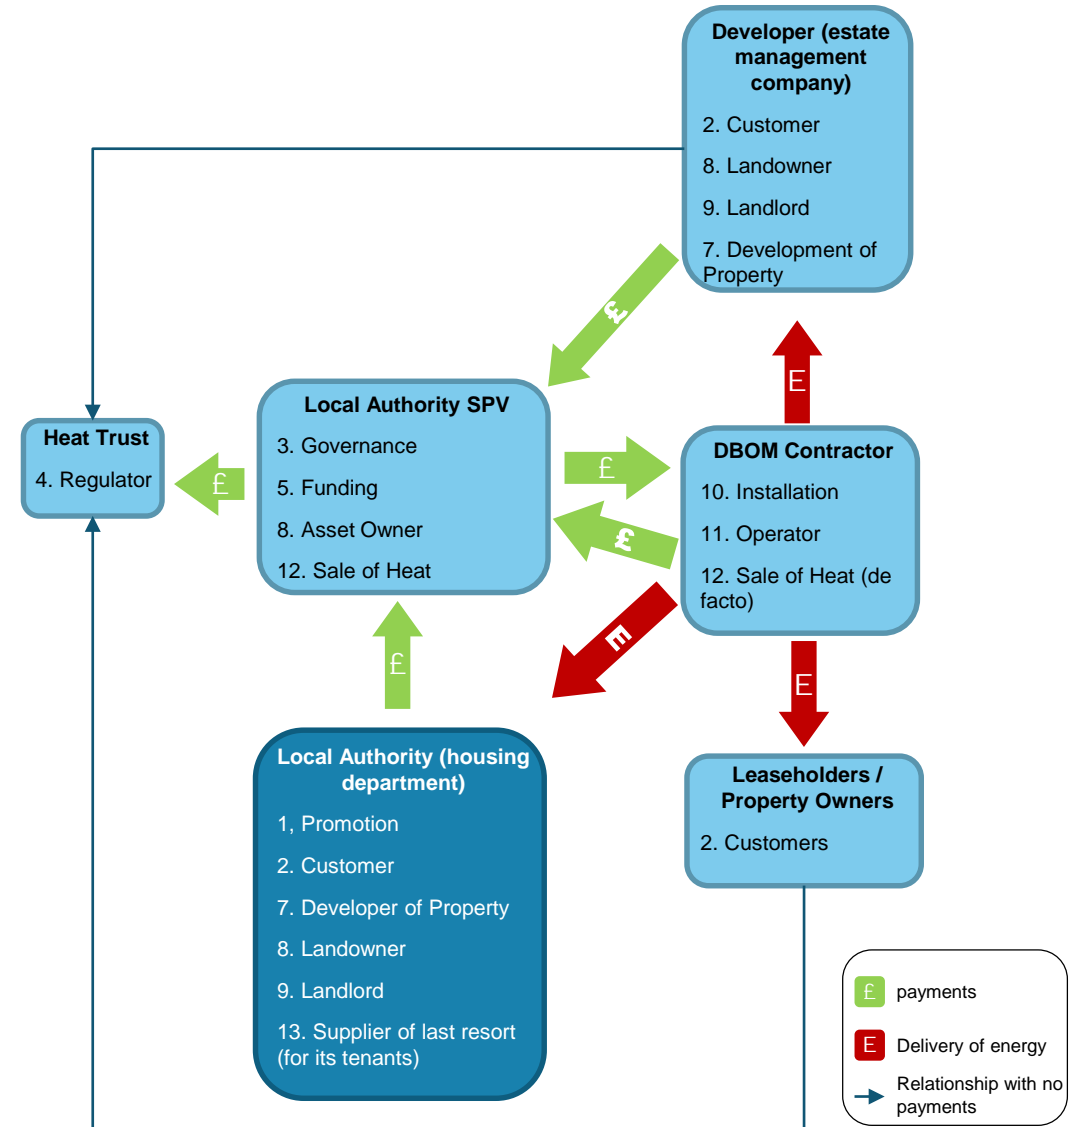 Developer (estate
management
company)
2. Customer
8. Landowner
9. Landlord
7. Development of
Property
£
E
Local Authority SPV
3. Governance
5. Funding
8. Asset Owner
12. Sale of Heat
Heat Trust
4. Regulator
£
£
£
DBOM Contractor
10. Installation
11. Operator
12. Sale of Heat (de
facto)
E
£
E
Local Authority (housing
department)
1, Promotion
2. Customer
7. Developer of Property
8. Landowner
9. Landlord
13. Supplier of last resort
(for its tenants)
Leaseholders /
Property Owners
2. Customers
£ payments
E Delivery of energy
Relationship with no
payments